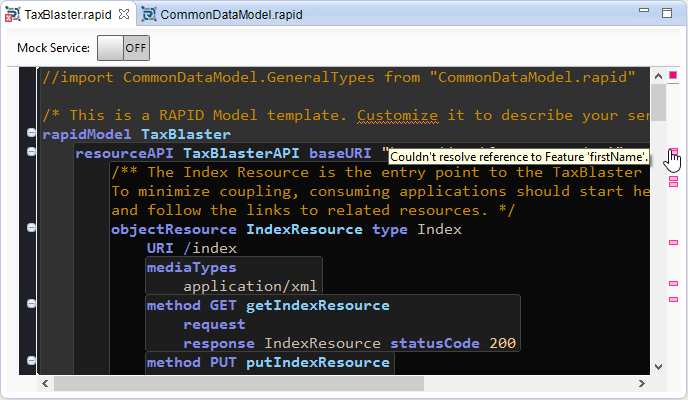 TaxBlaster.rapid
CommonDataModel.rapid
Mock Service: OFF
//import CommonDataModel.GeneralTypes from "CommonDataModel.rapid"
/* This is a RAPID Model template. Customize it to describe your ser
rapidModel TaxBlaster
resourceAPI TaxBlasterAPI baseURI
Couldn't resolve reference to Feature 'firstName'.
/** The Index Resource is the entry point to the TaxBlaster
To minimize coupling, consuming applications should start he
and follow the links to related resources. */
objectResource IndexResource type Index
URI /index
mediaTypes
application/xml
method GET getIndexResource
request
response IndexResource statusCode 200
method PUT putIndexResource